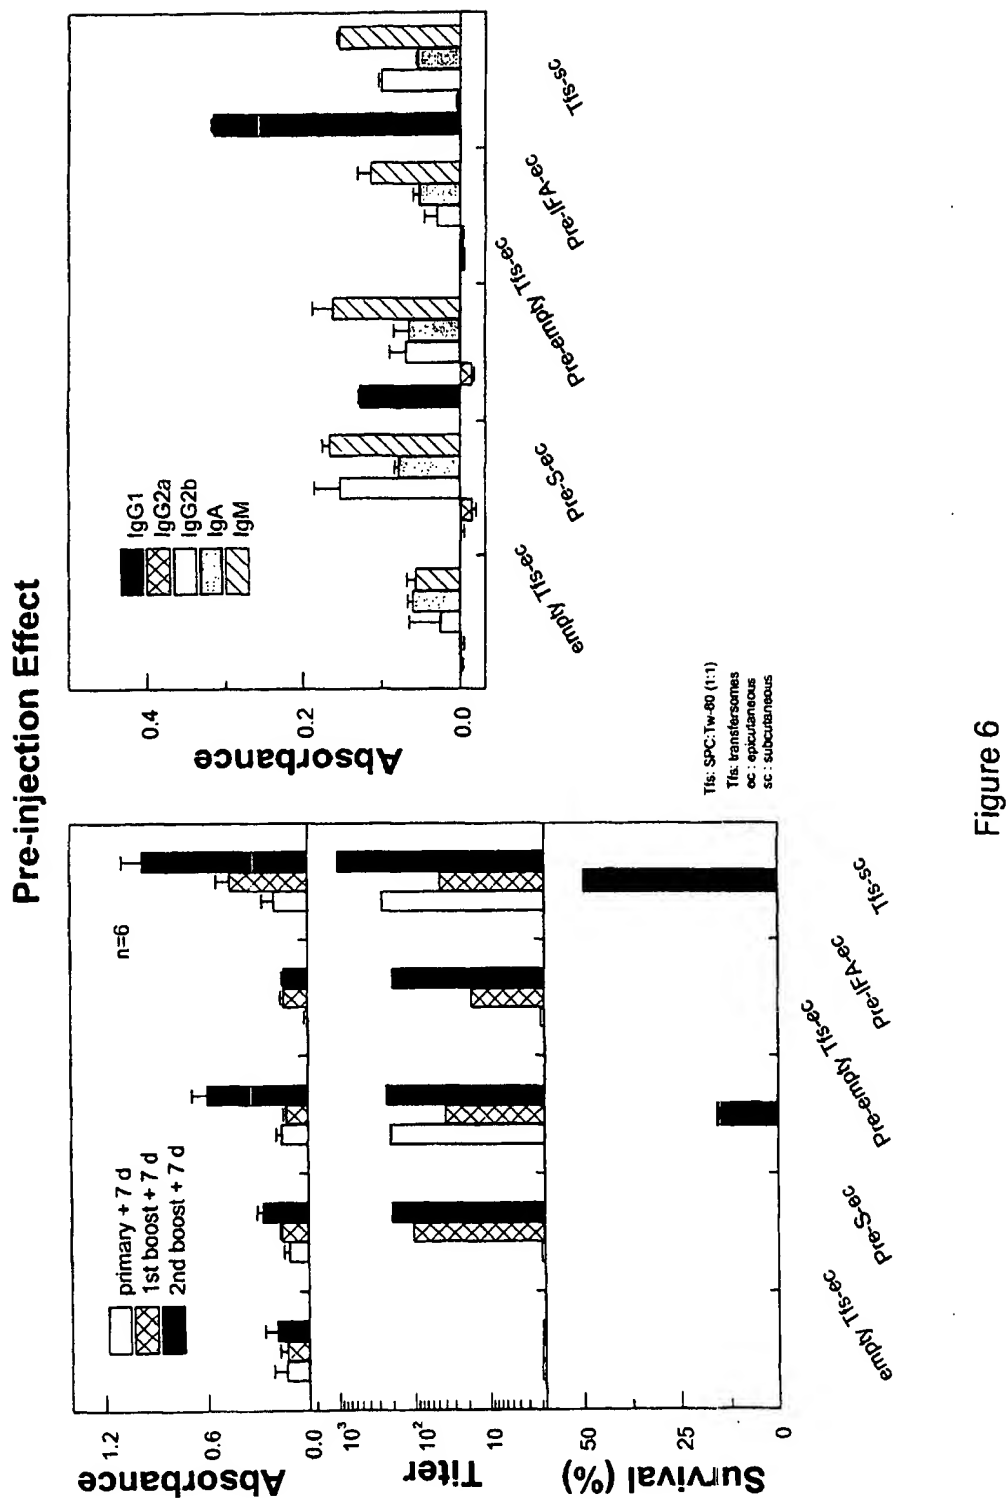 Pre-injection Effect
Absorbance
1.2
0.6
0.0
primary + 7 d
1st boost + 7 d
2nd boost + 7 d
n=6
Titer
10³
10²
10
Survival (%)
50
25
0
empty Tfs-ec
Pre-S-ec
Pre-empty Tfs-ec
Pre-IFA-ec
Tfs-sc
Absorbance
0.4
0.2
0.0
IgG1
IgG2a
IgG2b
IgA
IgM
empty Tfs-ec
Pre-S-ec
Pre-empty Tfs-ec
Pre-IFA-ec
Tfs-sc
Tfs: SPC:Tw-80 (1:1)
Tfs: transfersomes
ec : epicutaneous
sc : subcutaneous
Figure 6